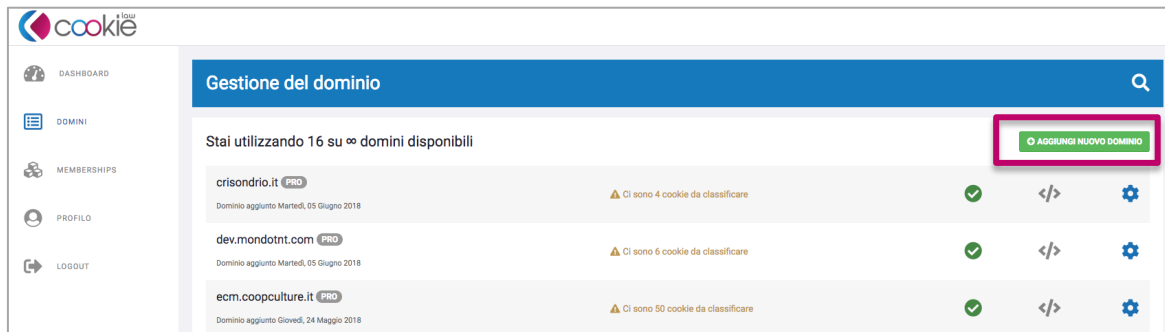 cookie law
DASHBOARD
DOMINI
MEMBERSHIPS
PROFILO
LOGOUT
Gestione del dominio
Stai utilizzando 16 su ∞ domini disponibili
AGGIUNGI NUOVO DOMINIO
crisondrio.it PRO
Dominio aggiunto Martedì, 05 Giugno 2018
Ci sono 4 cookie da classificare
</>
dev.mondotnt.com PRO
Dominio aggiunto Martedì, 05 Giugno 2018
Ci sono 6 cookie da classificare
</>
ecm.coopculture.it PRO
Dominio aggiunto Giovedì, 24 Maggio 2018
Ci sono 50 cookie da classificare
</>